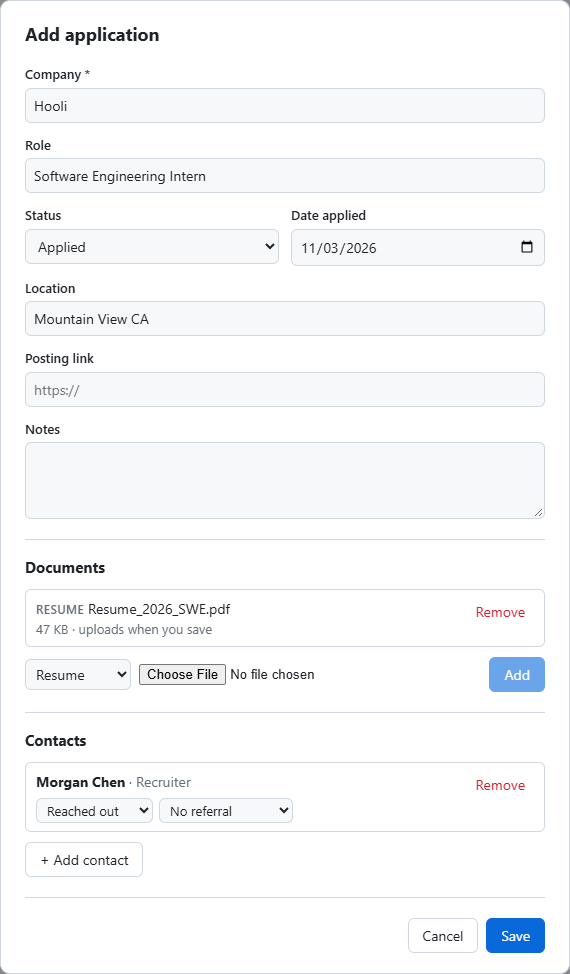 Add application
Company *
Hooli
Role
Software Engineering Intern
Status Date applied
Applied 11/03/2026
Location
Mountain View CA
Posting link
https://
Notes
Documents
RESUME Resume_2026_SWE.pdf Remove
47 KB · uploads when you save
Resume Choose File No file chosen Add
Contacts
Morgan Chen · Recruiter Remove
Reached out No referral
+ Add contact
Cancel Save